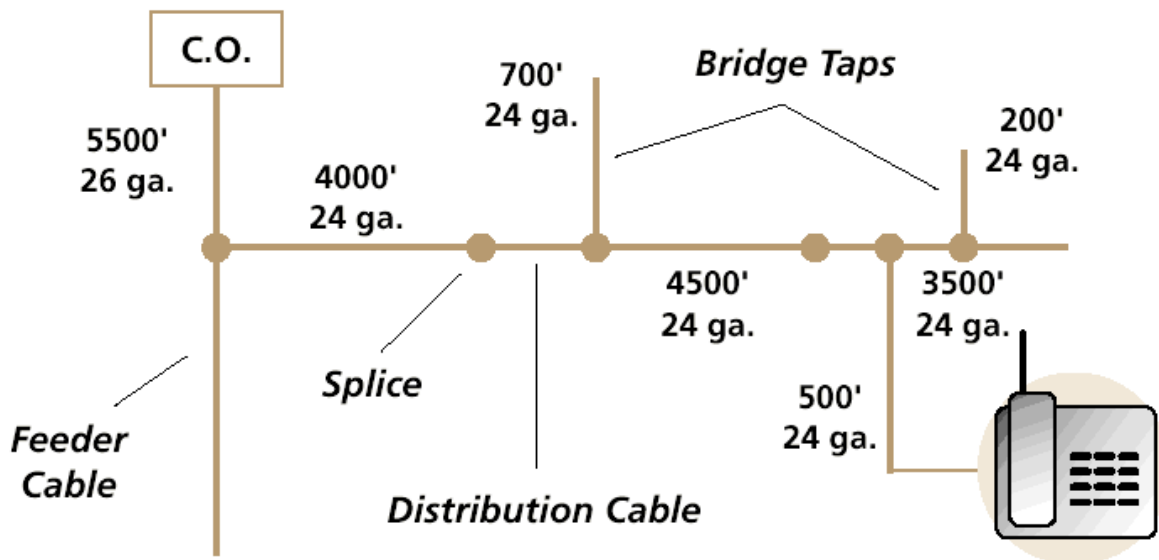 C.O.
5500'
26 ga.
4000'
24 ga.
700'
24 ga.
Bridge Taps
200'
24 ga.
4500'
24 ga.
3500'
24 ga.
Splice
500'
24 ga.
Feeder
Cable
Distribution Cable